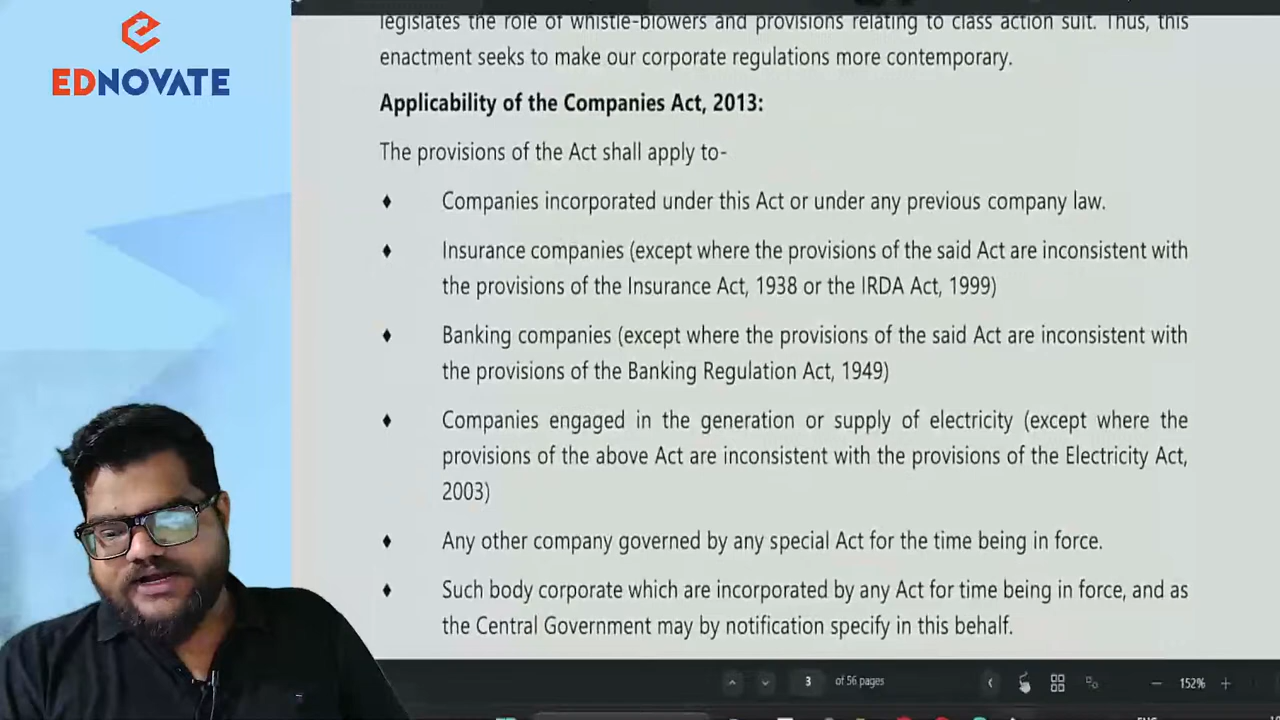 EDNOVATE
legislates the role of whistle-blowers and provisions relating to class action suit. Thus, this
enactment seeks to make our corporate regulations more contemporary.
Applicability of the Companies Act, 2013:
The provisions of the Act shall apply to-
♦ Companies incorporated under this Act or under any previous company law.
♦ Insurance companies (except where the provisions of the said Act are inconsistent with
the provisions of the Insurance Act, 1938 or the IRDA Act, 1999)
♦ Banking companies (except where the provisions of the said Act are inconsistent with
the provisions of the Banking Regulation Act, 1949)
♦ Companies engaged in the generation or supply of electricity (except where the
provisions of the above Act are inconsistent with the provisions of the Electricity Act,
2003)
♦ Any other company governed by any special Act for the time being in force.
♦ Such body corporate which are incorporated by any Act for time being in force, and as
the Central Government may by notification specify in this behalf.
3 of 56 pages
152%